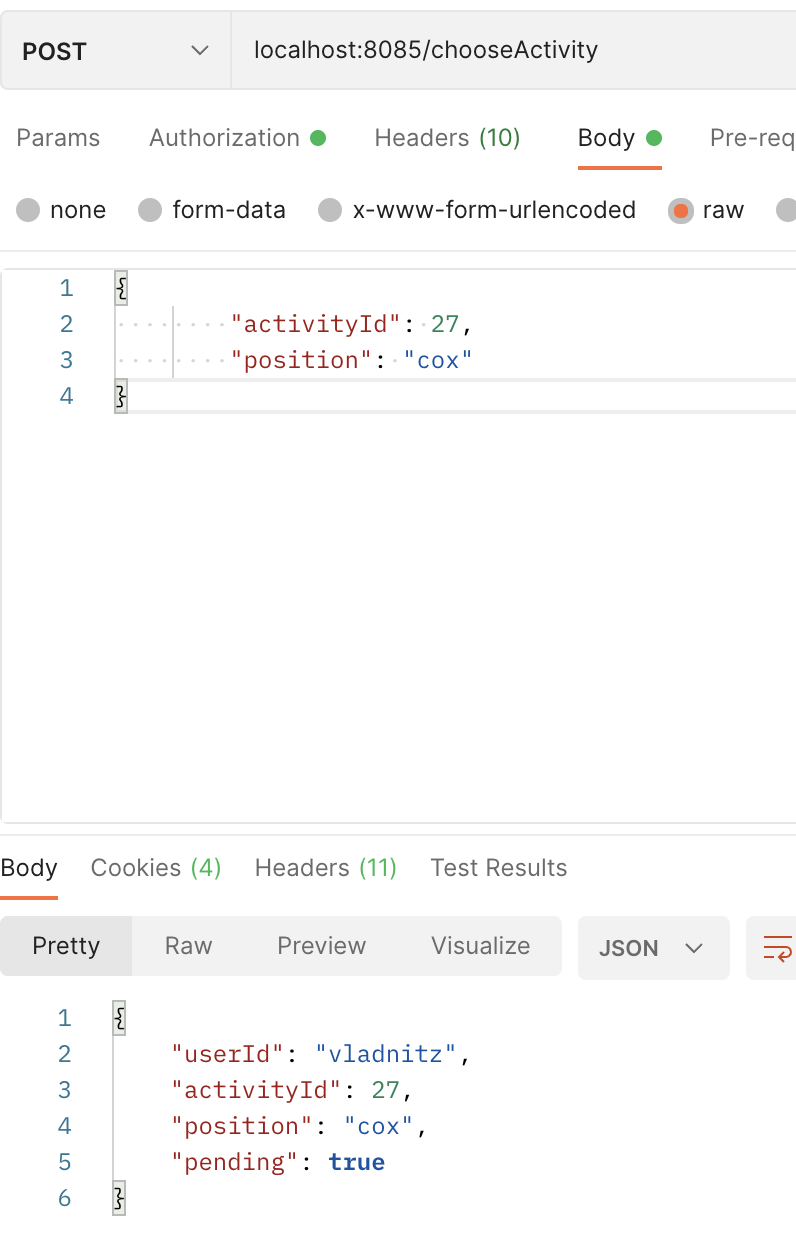 POST localhost:8085/chooseActivity
Params Authorization Headers (10) Body Pre-req
none form-data x-www-form-urlencoded raw
1 {
2 "activityId": 27,
3 "position": "cox"
4 }
Body Cookies (4) Headers (11) Test Results
Pretty Raw Preview Visualize JSON
1 {
2 "userId": "vladnitz",
3 "activityId": 27,
4 "position": "cox",
5 "pending": true
6 }